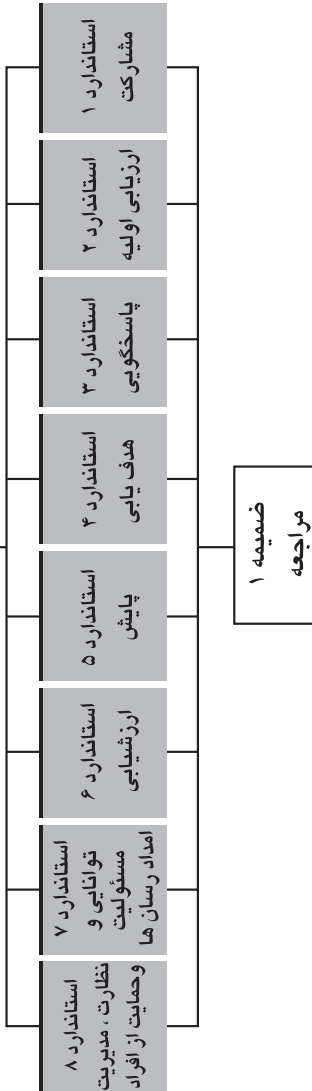 استاندارد ۱
مشارکت
استاندارد ۲
ارزیابی اولیه
استاندارد ۳
پاسخگویی
استاندارد ۴
هدف یابی
استاندارد ۵
پایش
استاندارد ۶
ارزشیابی
استاندارد ۷
توانایی و
مسئولیت
امداد رسان ها
استاندارد ۸
نظارت ، مدیریت
وحمایت از افراد
ضمیمه ۱
مراجعه